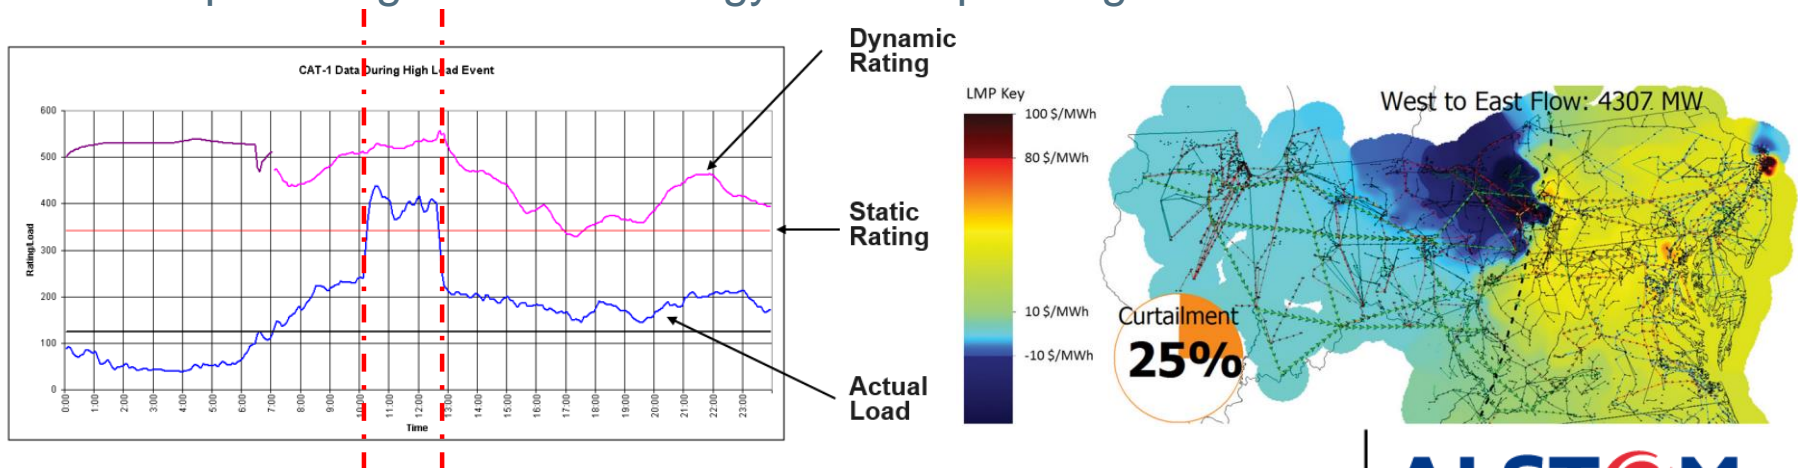 CAT-1 Data During High Load Event
Rating/Load
600
500
400
300
200
100
0
0:00
1:00
2:00
3:00
4:00
5:00
6:00
7:00
8:00
9:00
10:00
11:00
12:00
13:00
14:00
15:00
16:00
17:00
18:00
19:00
20:00
21:00
22:00
23:00
Time
Dynamic
Rating
Static
Rating
Actual
Load
LMP Key
100 $/MWh
80 $/MWh
10 $/MWh
-10 $/MWh
West to East Flow: 4307 MW
Curtailment
25%
ALSTOM